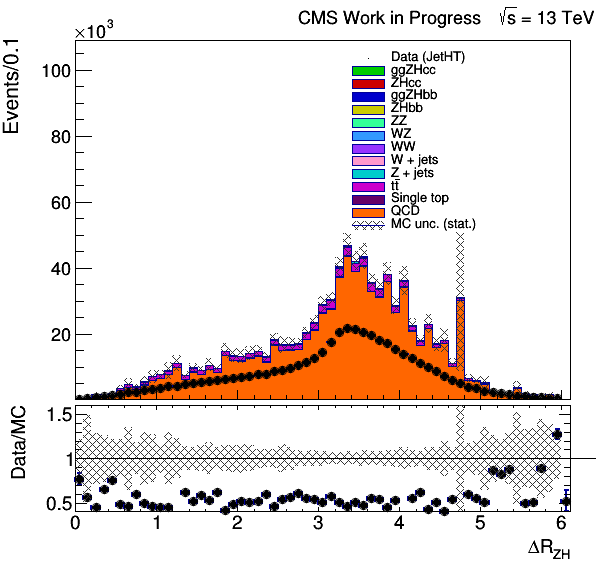 CMS Work in Progress √s = 13 TeV
×10³
Events/0.1
100
80
60
40
20
Data (JetHT)
ggZHcc
ZHcc
ggZHbb
ZHbb
ZZ
WZ
WW
W + jets
Z + jets
tt̄
Single top
QCD
MC unc. (stat.)
Data/MC
1.5
1
0.5
0 1 2 3 4 5 6
ΔR_ZH